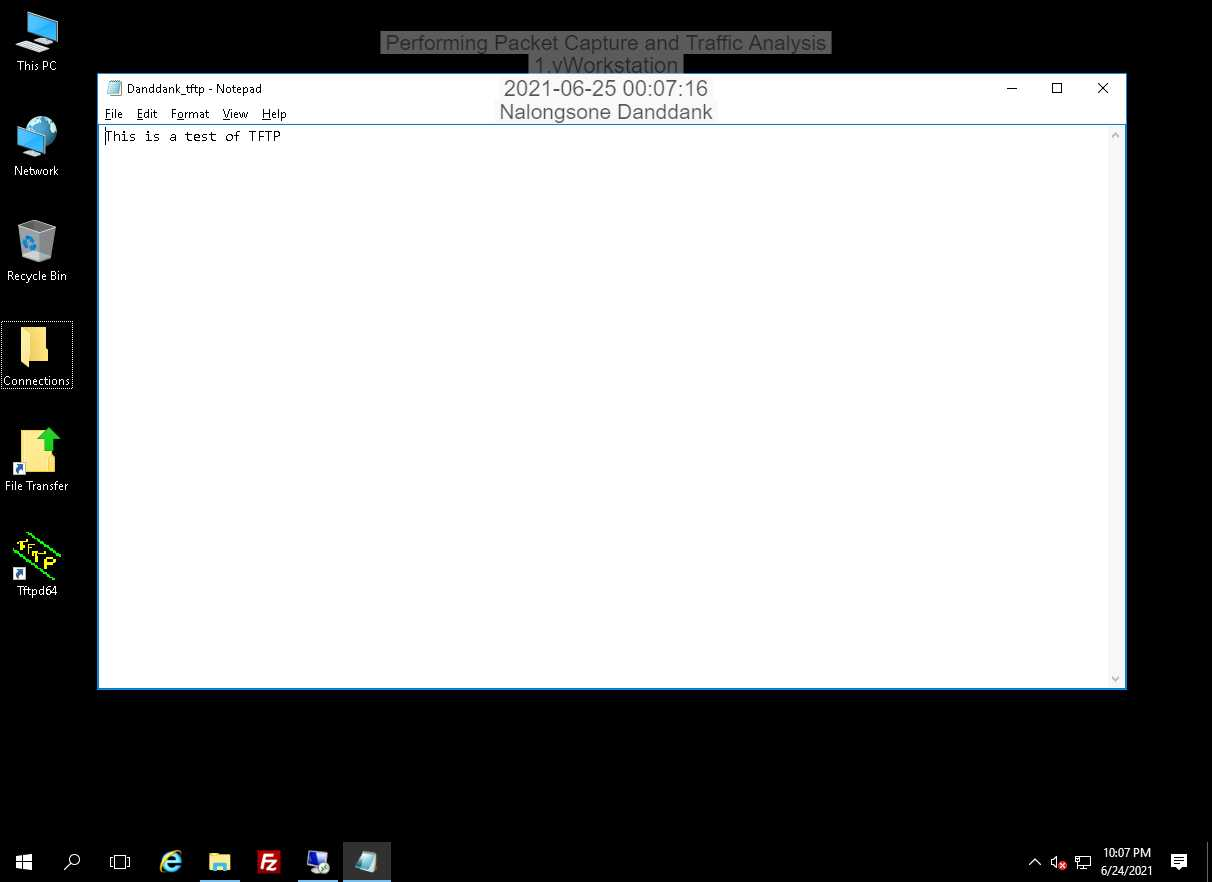 Performing Packet Capture and Traffic Analysis
1.vWorkstation
2021-06-25 00:07:16
Nalongsone Danddank
This PC
Network
Recycle Bin
Connections
File Transfer
Tftpd64
Danddank_tftp - Notepad
File Edit Format View Help
This is a test of TFTP
10:07 PM
6/24/2021